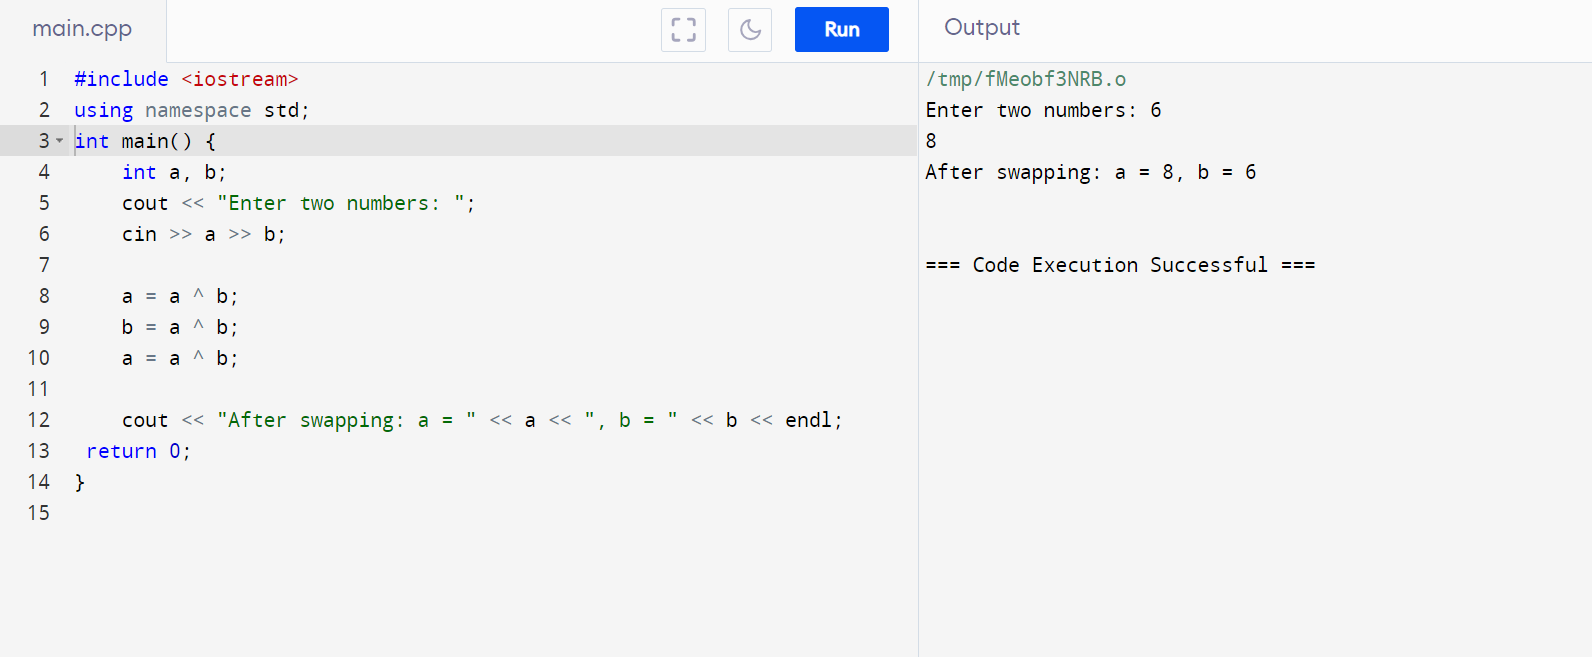 main.cpp
Run
Output
1 #include <iostream>
2 using namespace std;
3 int main() {
4     int a, b;
5     cout << "Enter two numbers: ";
6     cin >> a >> b;
7
8     a = a ^ b;
9     b = a ^ b;
10     a = a ^ b;
11
12     cout << "After swapping: a = " << a << ", b = " << b << endl;
13  return 0;
14 }
15
/tmp/fMeobf3NRB.o
Enter two numbers: 6
8
After swapping: a = 8, b = 6
=== Code Execution Successful ===